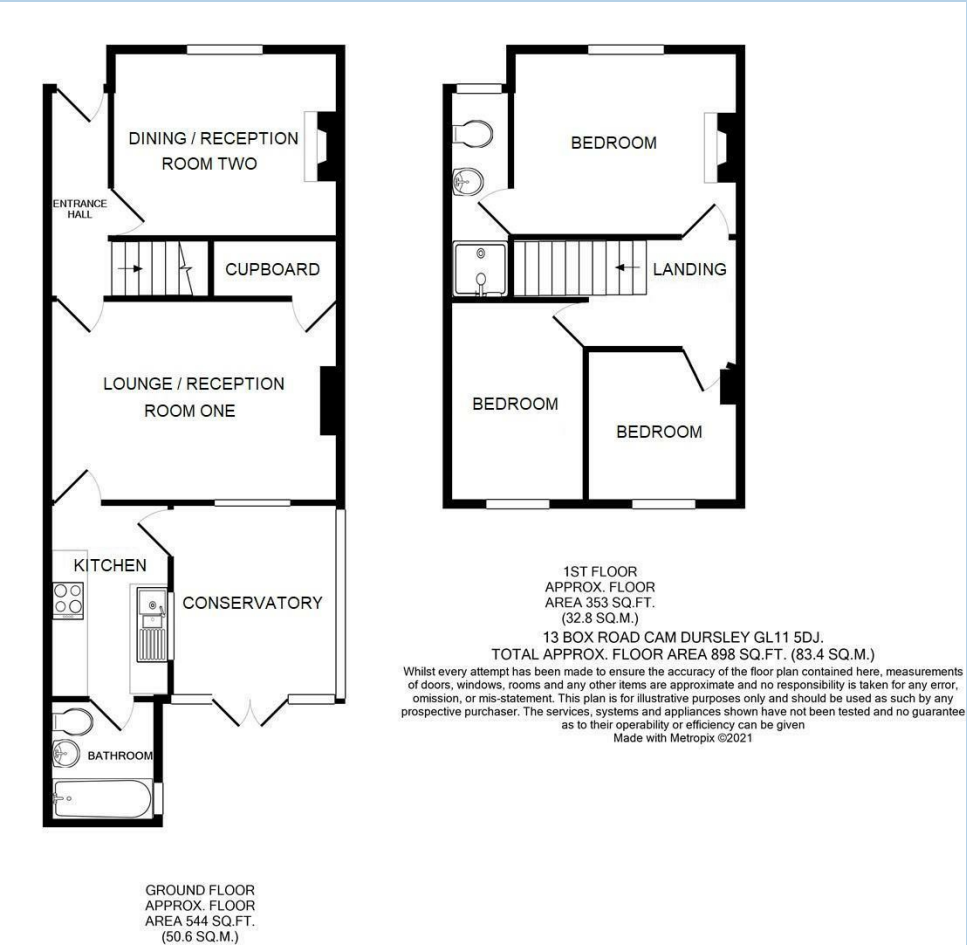 DINING / RECEPTION
ROOM TWO
ENTRANCE
HALL
CUPBOARD
LOUNGE / RECEPTION
ROOM ONE
KITCHEN
CONSERVATORY
BATHROOM
GROUND FLOOR
APPROX. FLOOR
AREA 544 SQ.FT.
(50.6 SQ.M.)
BEDROOM
LANDING
BEDROOM
BEDROOM
1ST FLOOR
APPROX. FLOOR
AREA 353 SQ.FT.
(32.8 SQ.M.)
13 BOX ROAD CAM DURSLEY GL11 5DJ.
TOTAL APPROX. FLOOR AREA 898 SQ.FT. (83.4 SQ.M.)
Whilst every attempt has been made to ensure the accuracy of the floor plan contained here, measurements
of doors, windows, rooms and any other items are approximate and no responsibility is taken for any error,
omission, or mis-statement. This plan is for illustrative purposes only and should be used as such by any
prospective purchaser. The services, systems and appliances shown have not been tested and no guarantee
as to their operability or efficiency can be given
Made with Metropix ©2021